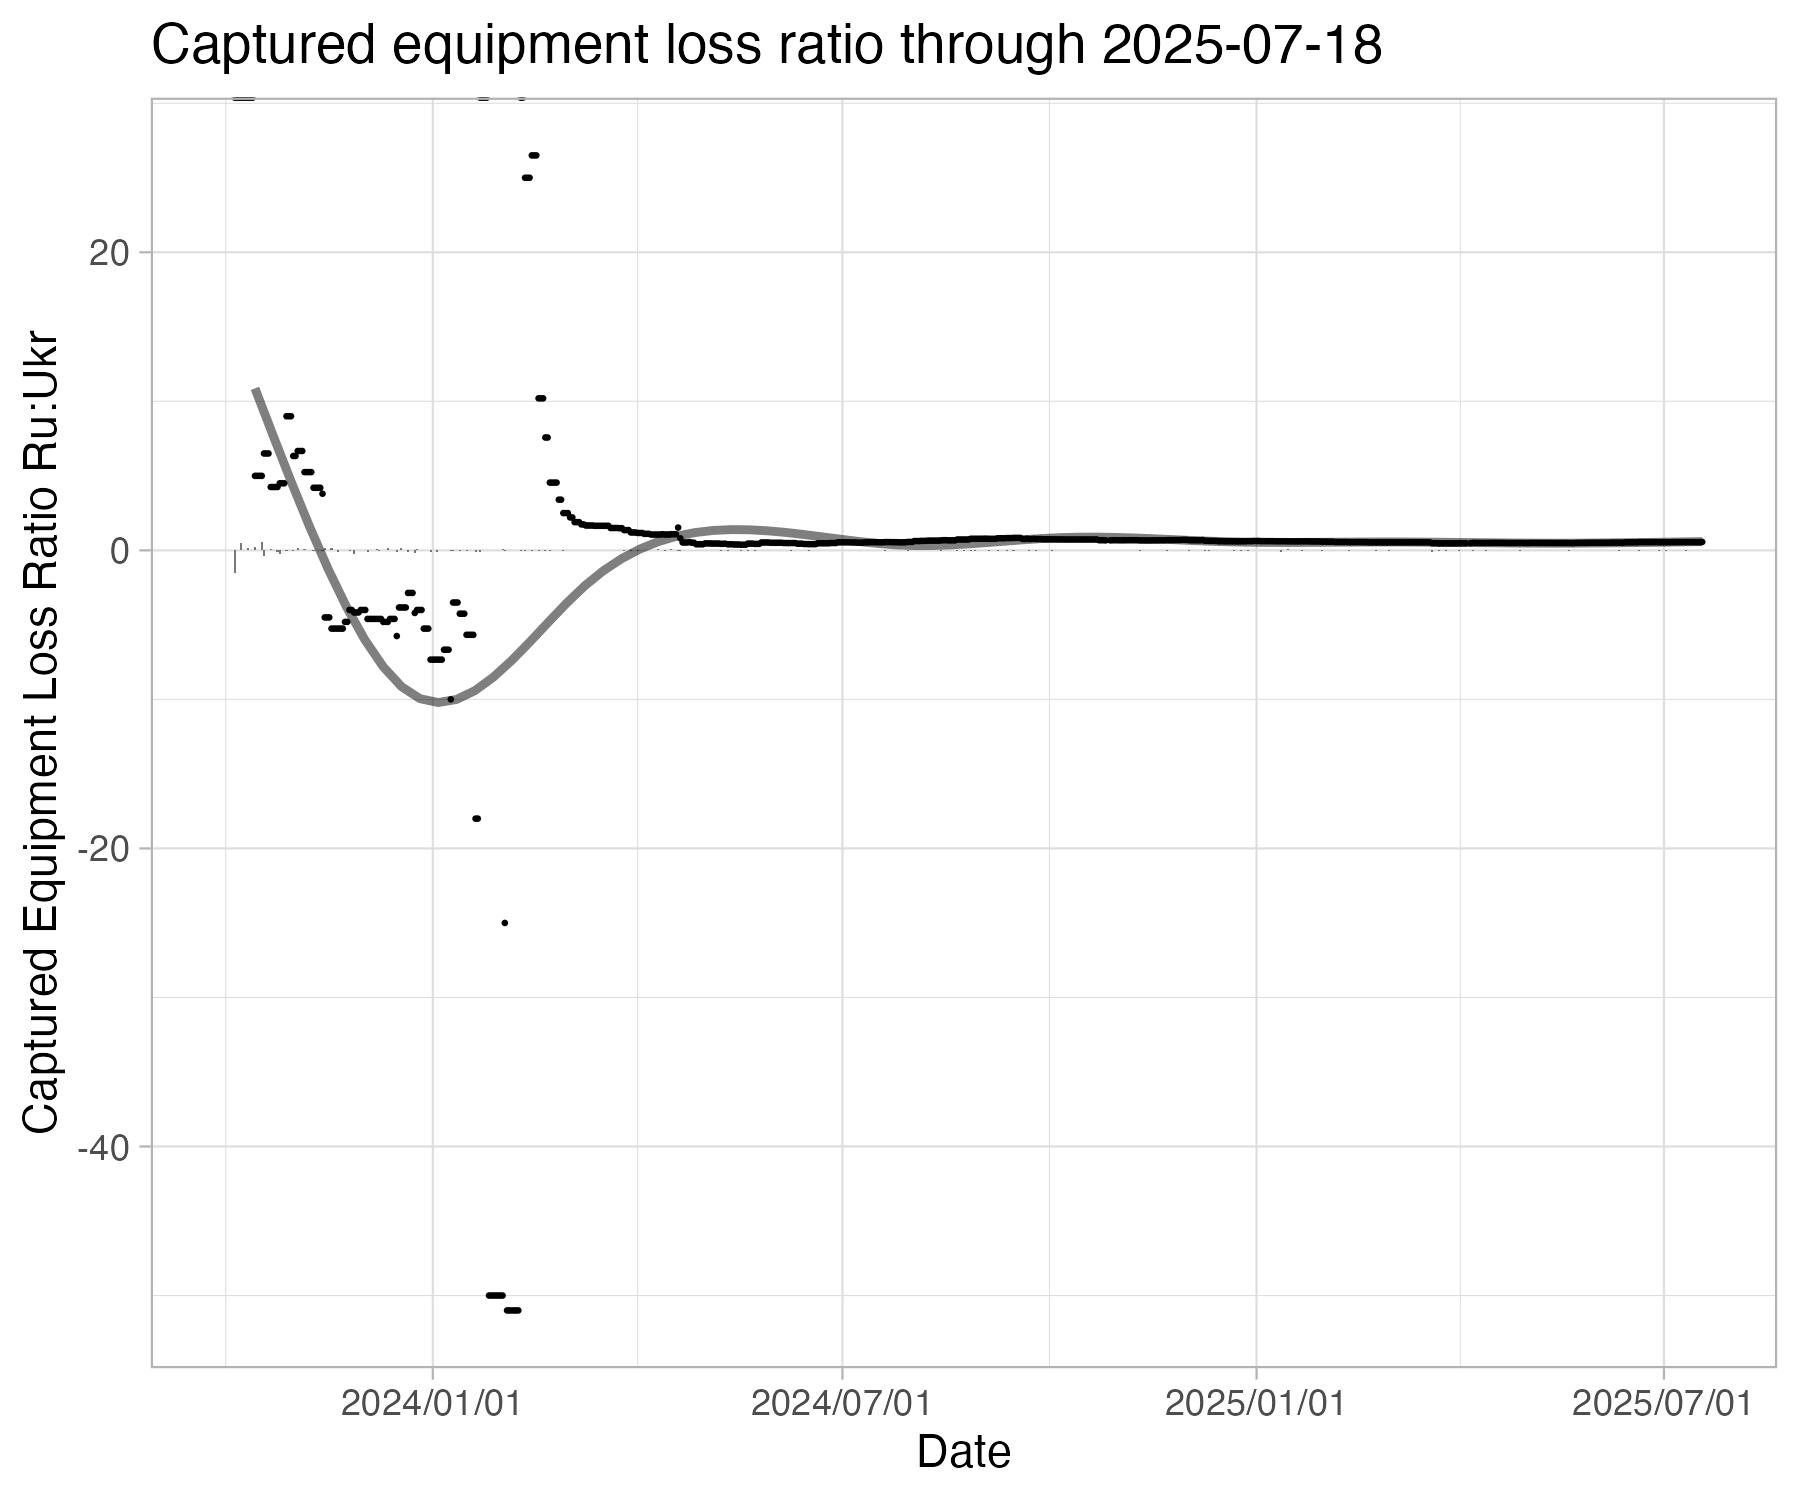 Captured equipment loss ratio through 2025-07-18
Captured Equipment Loss Ratio Ru:Ukr
20
0
-20
-40
2024/01/01
2024/07/01
2025/01/01
2025/07/01
Date